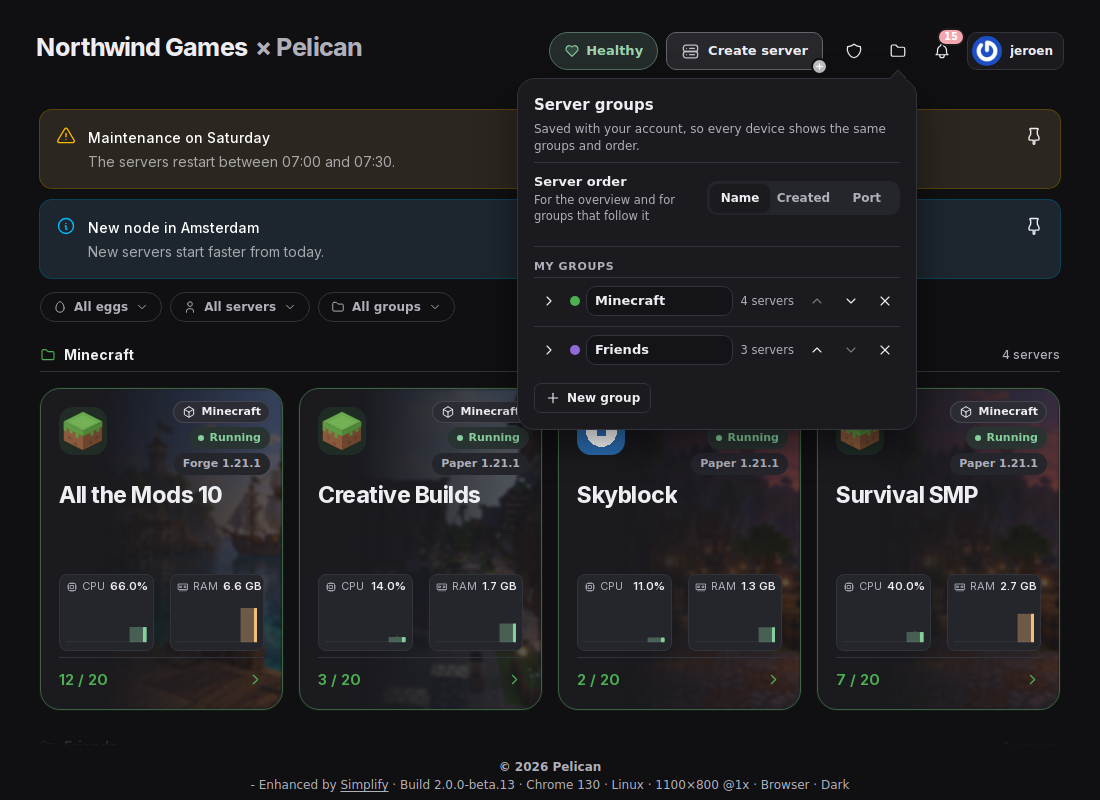 Northwind Games × Pelican
Healthy
Create server
15
jeroen
Server groups
Saved with your account, so every device shows the same
groups and order.
Server order
For the overview and for
groups that follow it
Name
Created
Port
MY GROUPS
Minecraft
4 servers
Friends
3 servers
New group
Maintenance on Saturday
The servers restart between 07:00 and 07:30.
New node in Amsterdam
New servers start faster from today.
All eggs
All servers
All groups
Minecraft
4 servers
Minecraft
Running
Forge 1.21.1
All the Mods 10
CPU 66.0%
RAM 6.6 GB
12 / 20
Minecraft
Running
Paper 1.21.1
Creative Builds
CPU 14.0%
RAM 1.7 GB
3 / 20
Running
Paper 1.21.1
Skyblock
CPU 11.0%
RAM 1.3 GB
2 / 20
Minecraft
Running
Paper 1.21.1
Survival SMP
CPU 40.0%
RAM 2.7 GB
7 / 20
Friends
© 2026 Pelican
- Enhanced by Simplify · Build 2.0.0-beta.13 · Chrome 130 · Linux · 1100×800 @1x · Browser · Dark